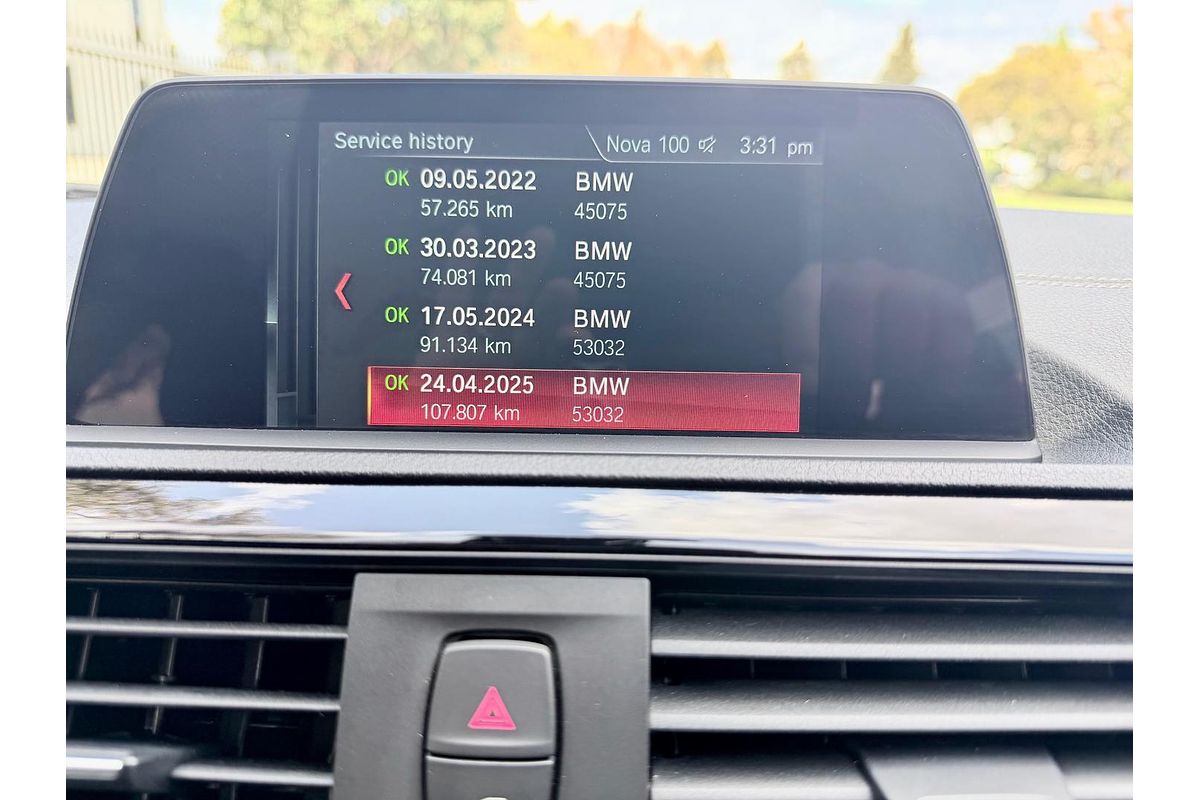 Service history Nova 100 3:31 pm
OK 09.05.2022 BMW
57.265 km 45075
OK 30.03.2023 BMW
74.081 km 45075
OK 17.05.2024 BMW
91.134 km 53032
OK 24.04.2025 BMW
107.807 km 53032